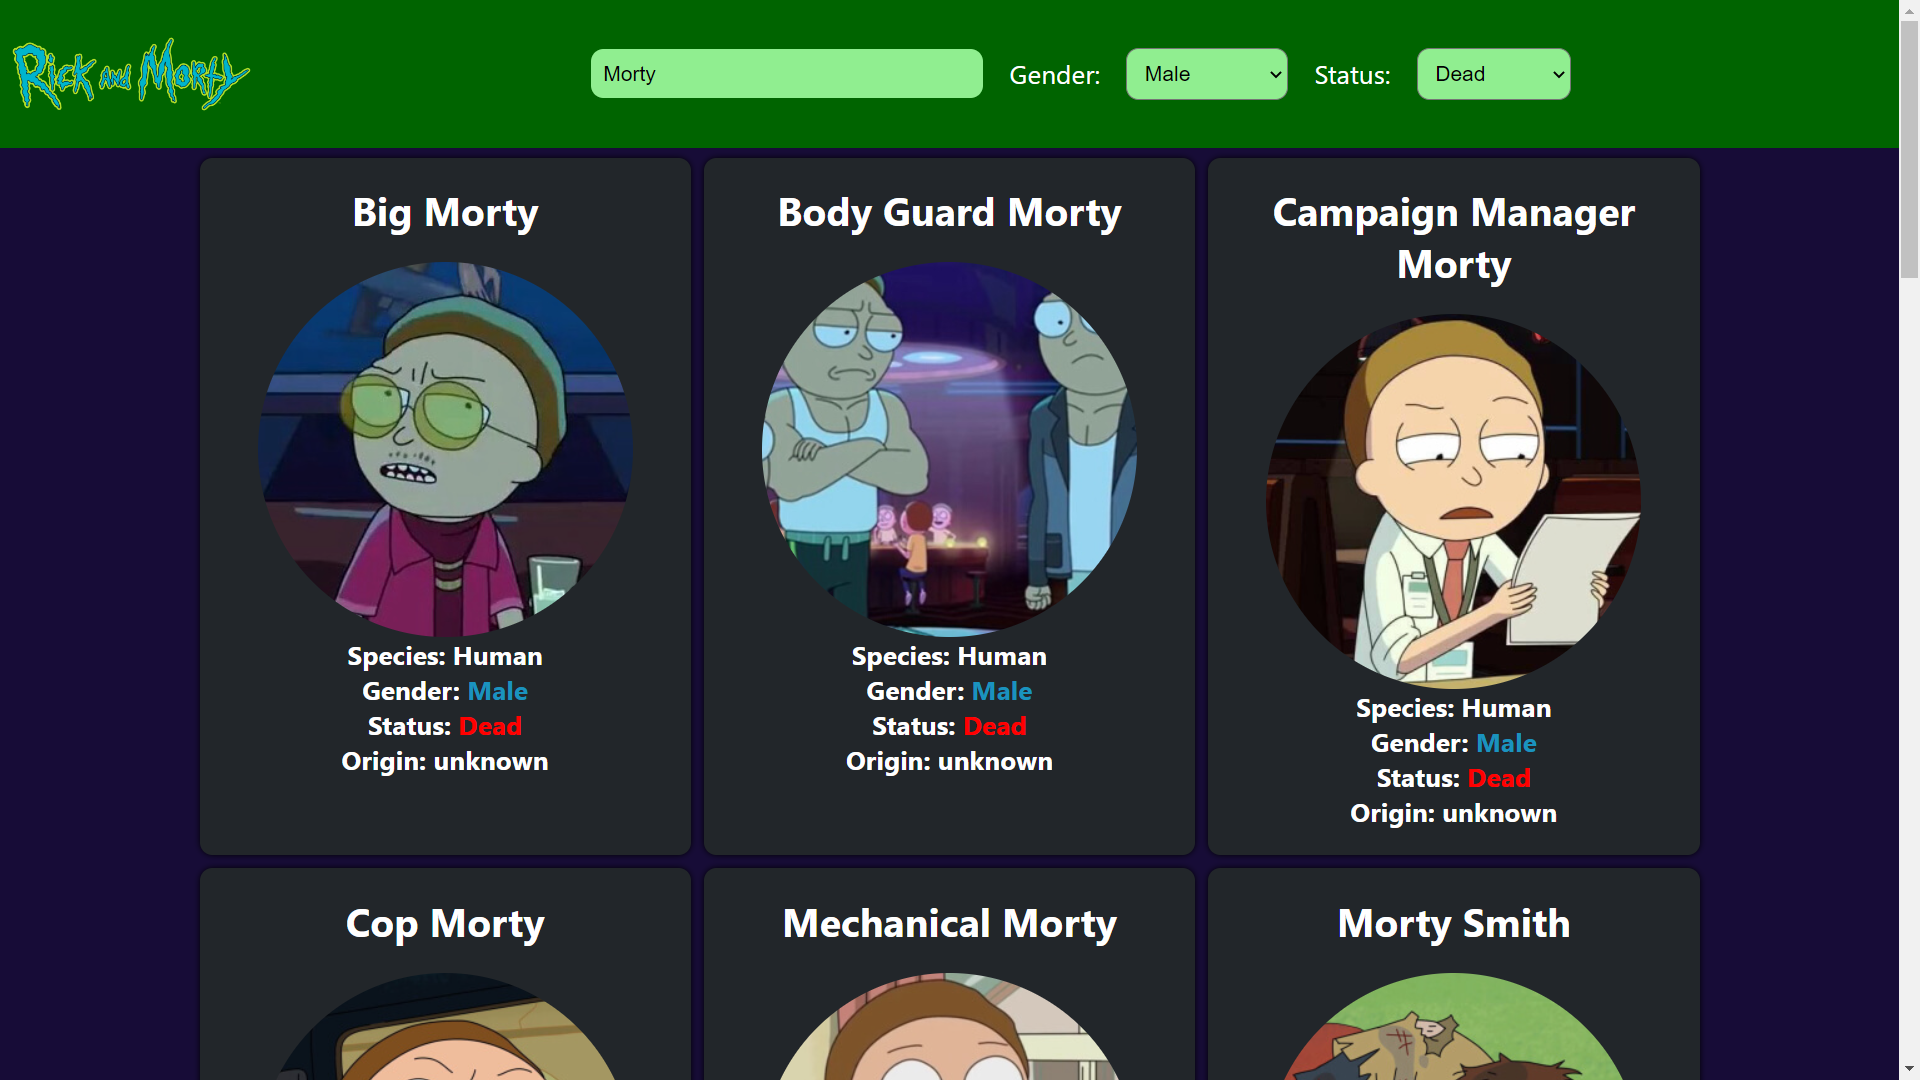 Rick and Morty
Morty
Gender:
Male
Status:
Dead
Big Morty
Species: Human
Gender: Male
Status: Dead
Origin: unknown
Body Guard Morty
Species: Human
Gender: Male
Status: Dead
Origin: unknown
Campaign Manager
Morty
Species: Human
Gender: Male
Status: Dead
Origin: unknown
Cop Morty
Mechanical Morty
Morty Smith